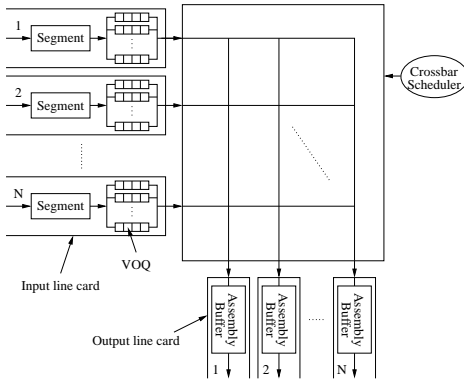 1
Segment
Crossbar
Scheduler
2
Segment
N
Segment
VOQ
Input line card
Assembly
Buffer
Assembly
Buffer
Assembly
Buffer
Output line card
1
2
N